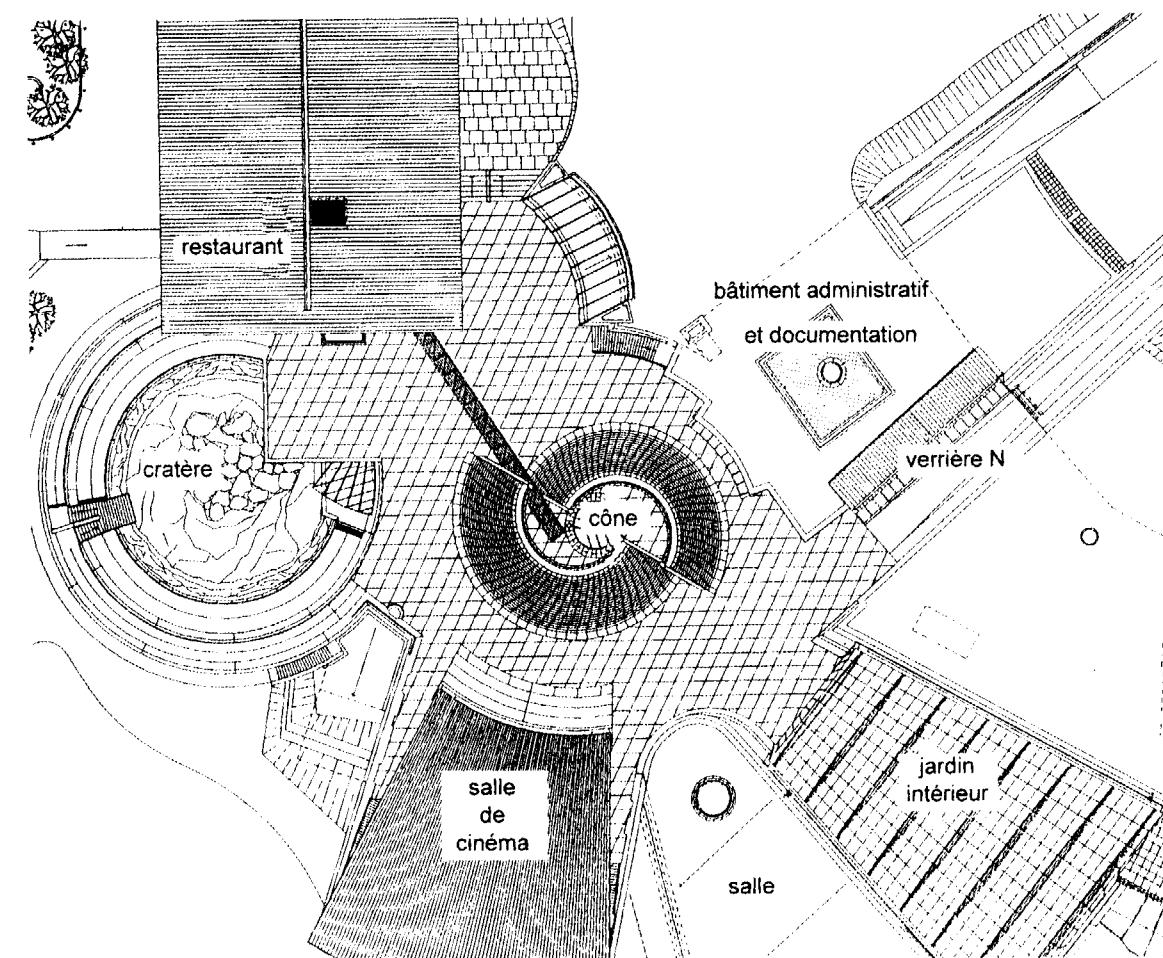 restaurant
bâtiment administratif
et documentation
verrière N
cratère
cône
salle
de
cinéma
jardin
intérieur
salle